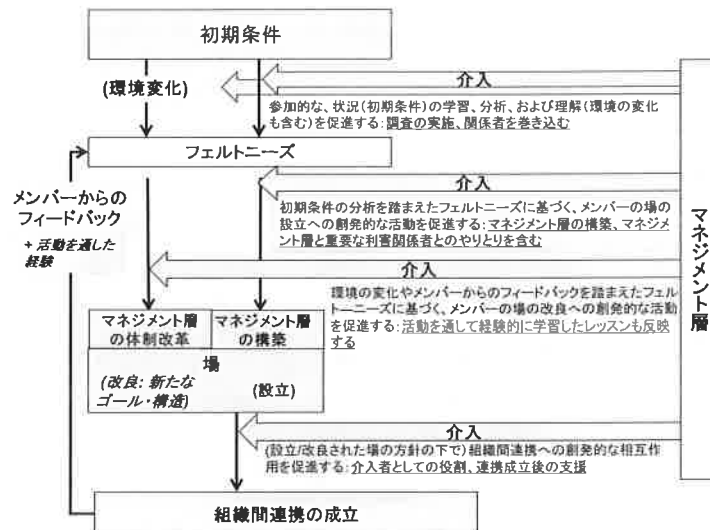 初期条件
(環境変化)
介入
参加的な、状況(初期条件)の学習、分析、および理解(環境の変化
も含む)を促進する:調査の実施、関係者を巻き込む
フェルトニーズ
介入
初期条件の分析を踏まえたフェルトニーズに基づく、メンバーの場の
設立への創発的な活動を促進する:マネジメント層の構築、マネジメ
ント層と重要な利害関係者とのやりとりを含む
メンバーからの
フィードバック
+ 活動を通した
経験
介入
環境の変化やメンバーからのフィードバックを踏まえたフェル
トーニーズに基づく、メンバーの場の改良への創発的な活動
を促進する:活動を通して経験的に学習したレッスンも反映
する
マネジメント層
の体制改革
マネジメント層
の構築
場
(改良: 新たな
ゴール・構造)
(設立)
介入
(設立/改良された場の方針の下で)組織間連携への創発的な相互作
用を促進する:介入者としての役割、連携成立後の支援
組織間連携の成立
マネジメント層